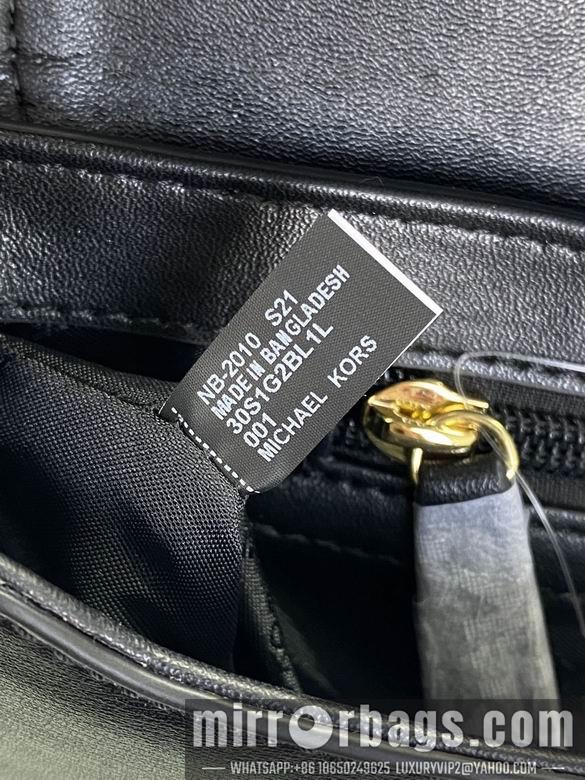 NB-2010 S21
MADE IN BANGLADESH
30S1G2BL1L
001
MICHAEL KORS
mirrorbags.com
WHATSAPP:+86 18650249625 LUXURYVIP2@YAHOO.COM